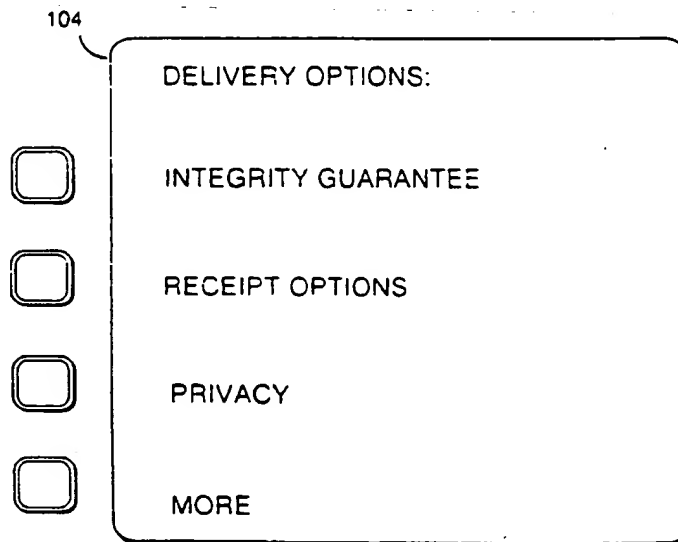 104
DELIVERY OPTIONS:
INTEGRITY GUARANTEE
RECEIPT OPTIONS
PRIVACY
MORE